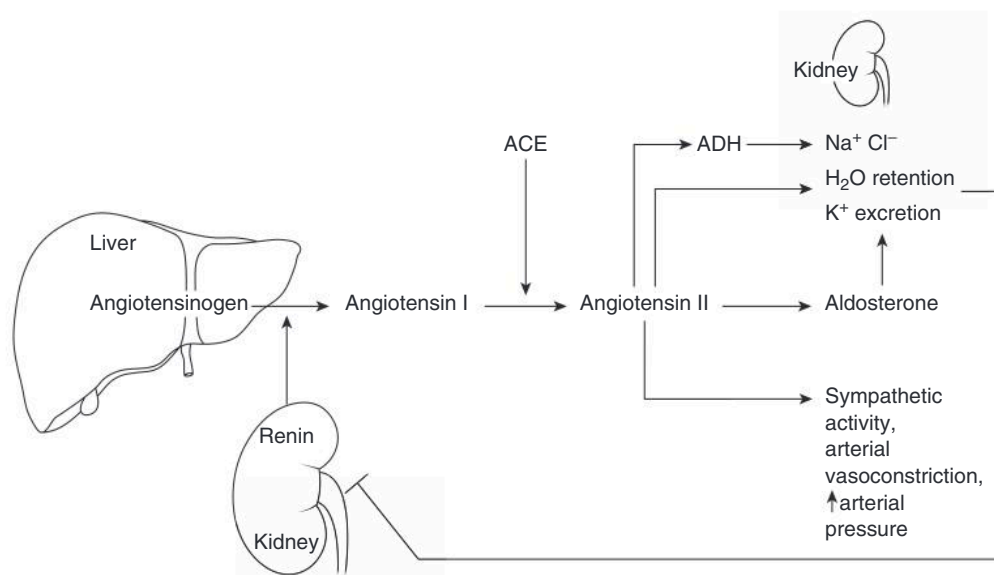 Kidney
ACE
ADH
Na⁺ Cl⁻
H₂O retention
K⁺ excretion
Liver
Angiotensinogen
Angiotensin I
Angiotensin II
Aldosterone
Renin
Kidney
Sympathetic
activity,
arterial
vasoconstriction,
↑arterial
pressure